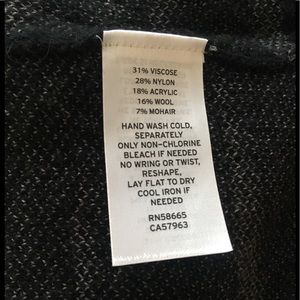 31% VISCOSE
28% NYLON
18% ACRYLIC
16% WOOL
7% MOHAIR
HAND WASH COLD,
SEPARATELY
ONLY NON-CHLORINE
BLEACH IF NEEDED
NO WRING OR TWIST,
RESHAPE,
LAY FLAT TO DRY
COOL IRON IF
NEEDED
RN58665
CA57963